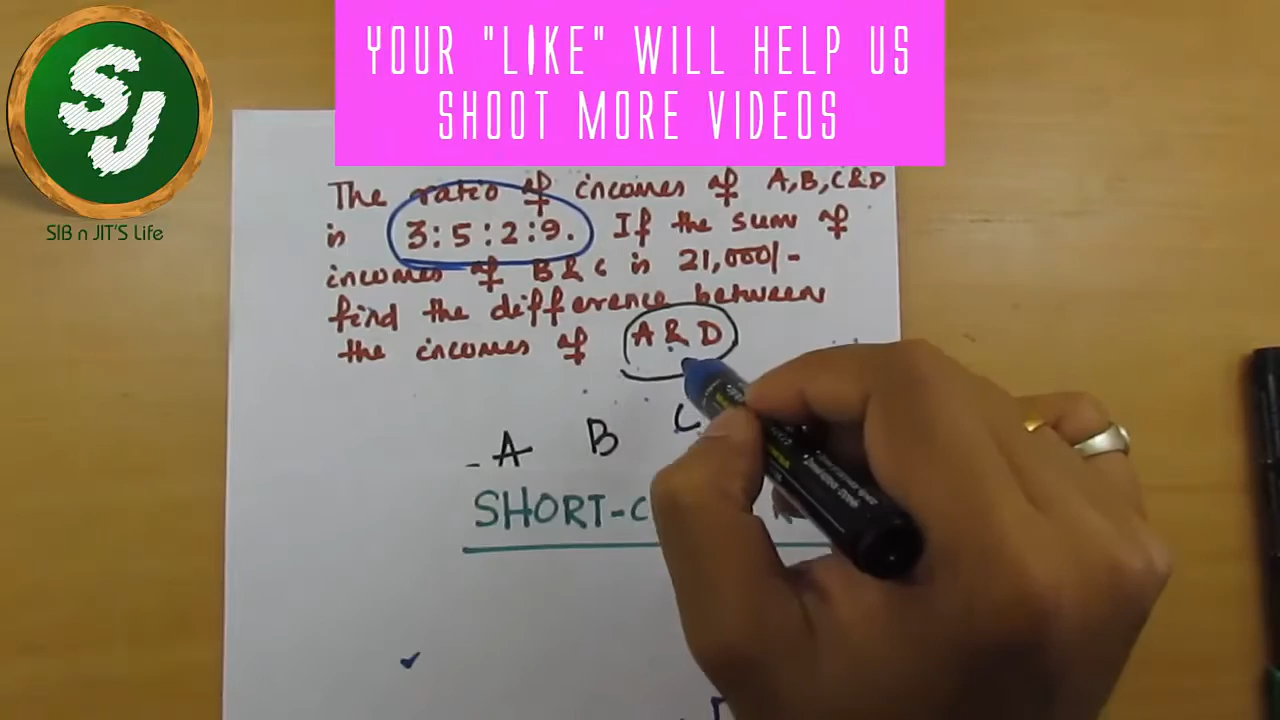 YOUR "LIKE" WILL HELP US
SHOOT MORE VIDEOS
SJ
SIB n JIT'S Life
The ratio of incomes of A,B,C&D
is 3:5:2:9. If the sum of
incomes of B & C is 21,000/-
find the difference between
the incomes of A & D
A B C
SHORT-C